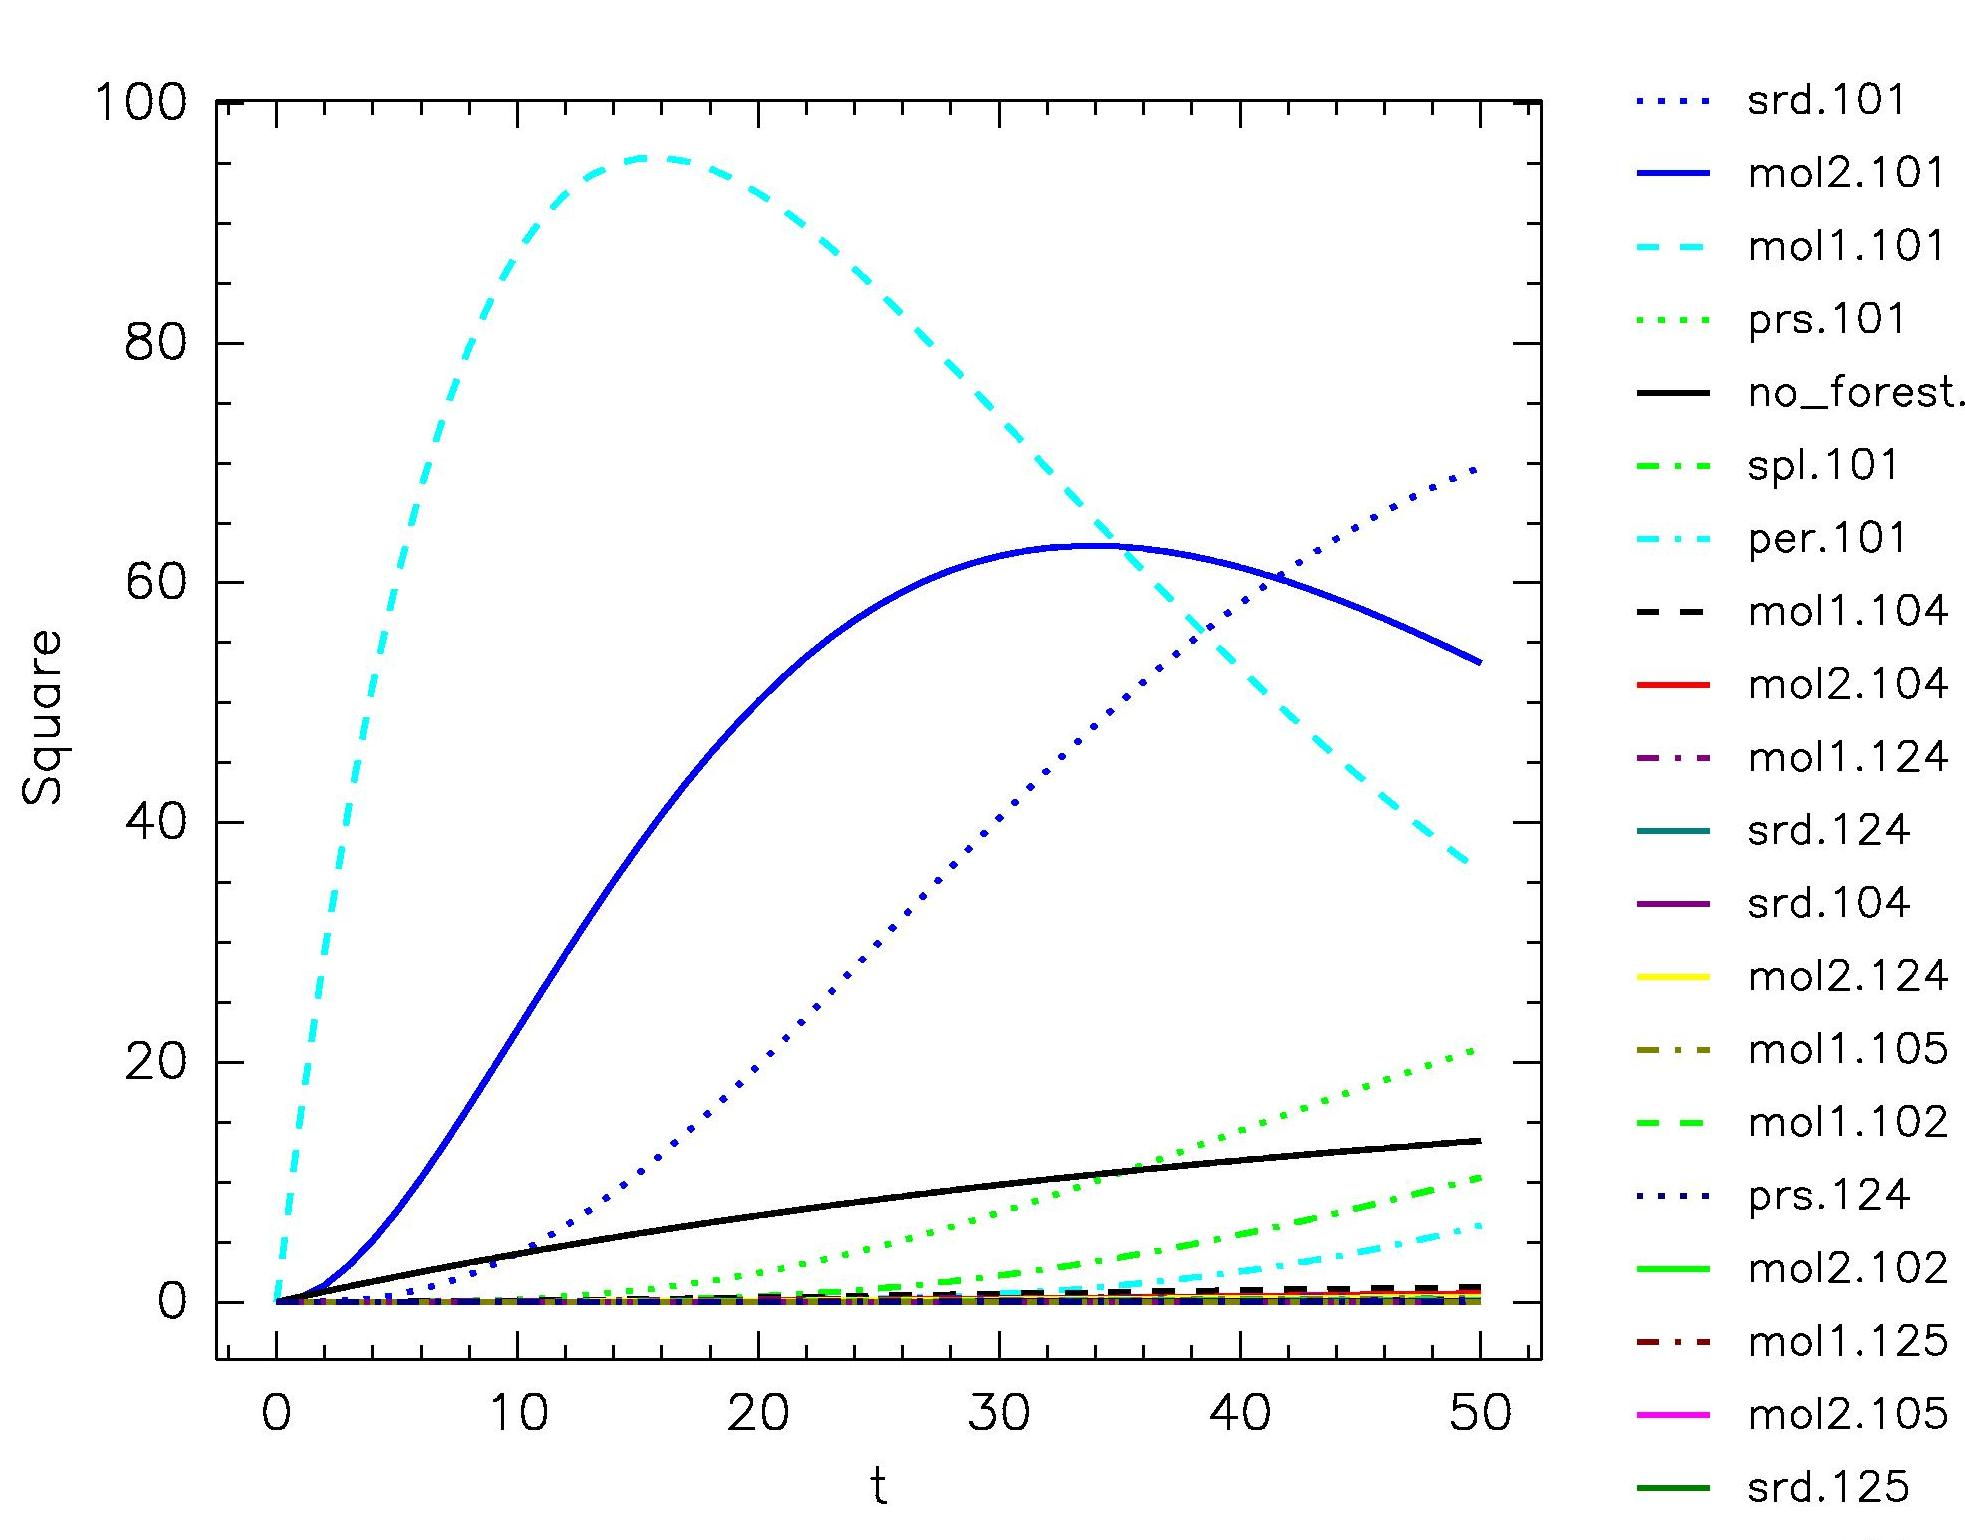 100
80
60
40
20
0
Square
0 10 20 30 40 50
t
srd.101
mol2.101
mol1.101
prs.101
no_forest.
spl.101
per.101
mol1.104
mol2.104
mol1.124
srd.124
srd.104
mol2.124
mol1.105
mol1.102
prs.124
mol2.102
mol1.125
mol2.105
srd.125